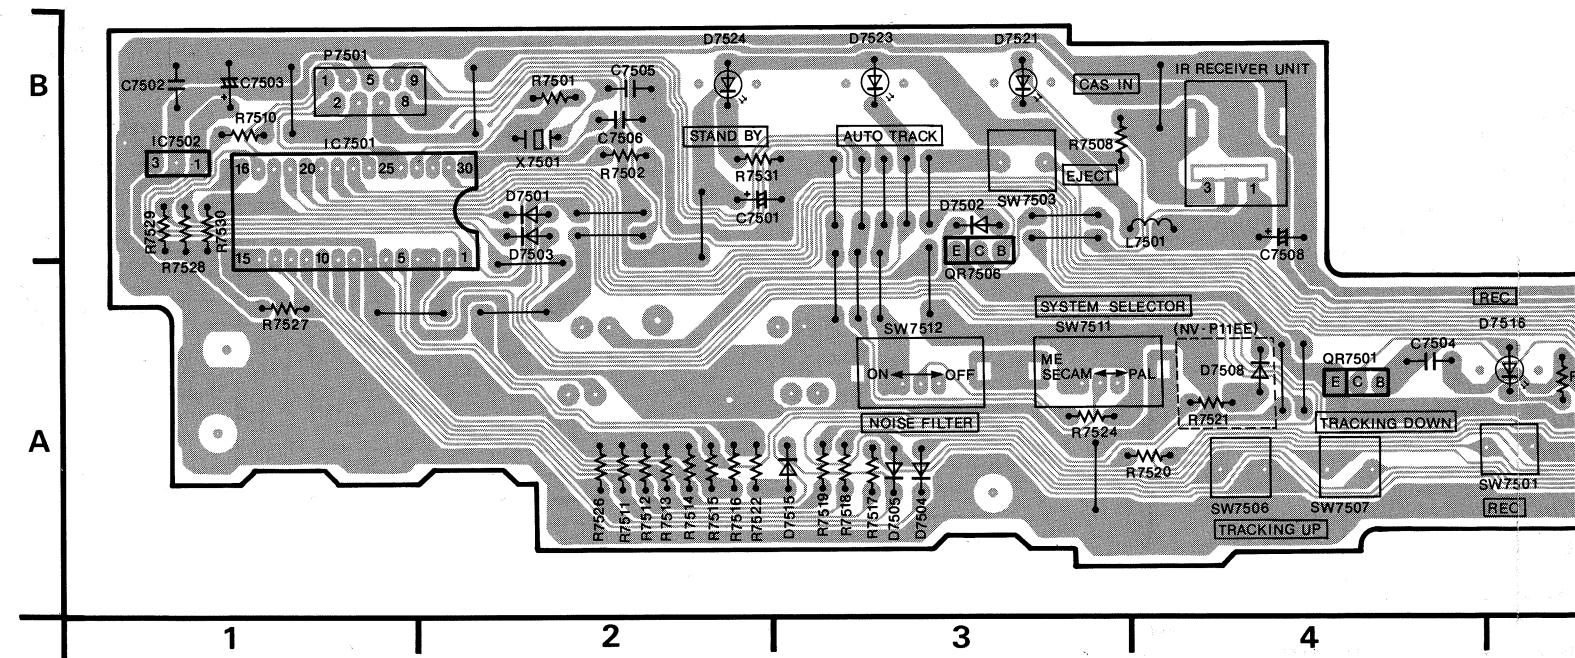 D7524 D7523 D7521
B
P7501
C7502 C7503 1 5 9 2 8 +
R7501 C7505
CAS IN
IR RECEIVER UNIT
R7510
C7506
STAND BY AUTO TRACK
R7508
IC7502 IC7501
X7501 R7502
3 1
16 20 25 30
R7531
EJECT
3 1
D7501
+
C7501
SW7503
D7502
R7529 R7530
R7528
D7503
E C B
QR7506
L7501
+
C7508
15 10 5 1
R7527
SYSTEM SELECTOR
REC
SW7512 SW7511 (NV-P11EE)
D7516
ON OFF
ME
SECAM PAL
D7508
QR7501 C7504
E C B
R7521
NOISE FILTER
R7524
TRACKING DOWN
A
R7520
R7526 R7511 R7512 R7513 R7514 R7515 R7516 R7522 D7515 R7519 R7518 R7517 D7505 D7504
SW7506 SW7507 SW7501
TRACKING UP
REC
1 2 3 4